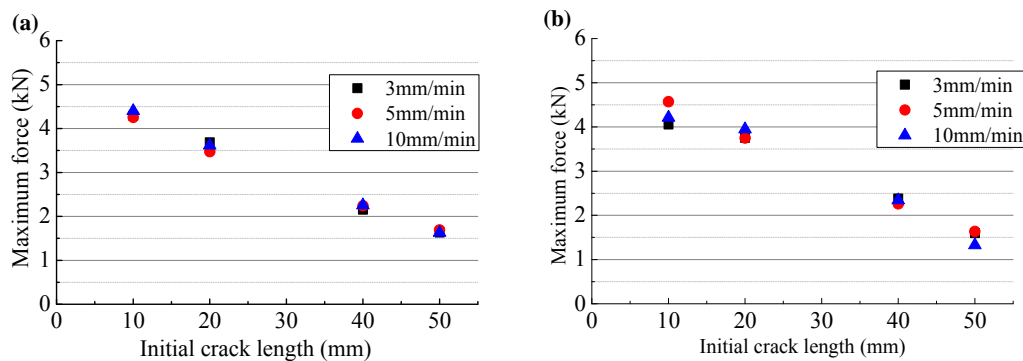 (a)
Maximum force (kN)
6
5
4
3
2
1
0
3mm/min
5mm/min
10mm/min
0 10 20 30 40 50
Initial crack length (mm)
(b)
Maximum force (kN)
6
5
4
3
2
1
0
3mm/min
5mm/min
10mm/min
0 10 20 30 40 50
Initial crack length (mm)